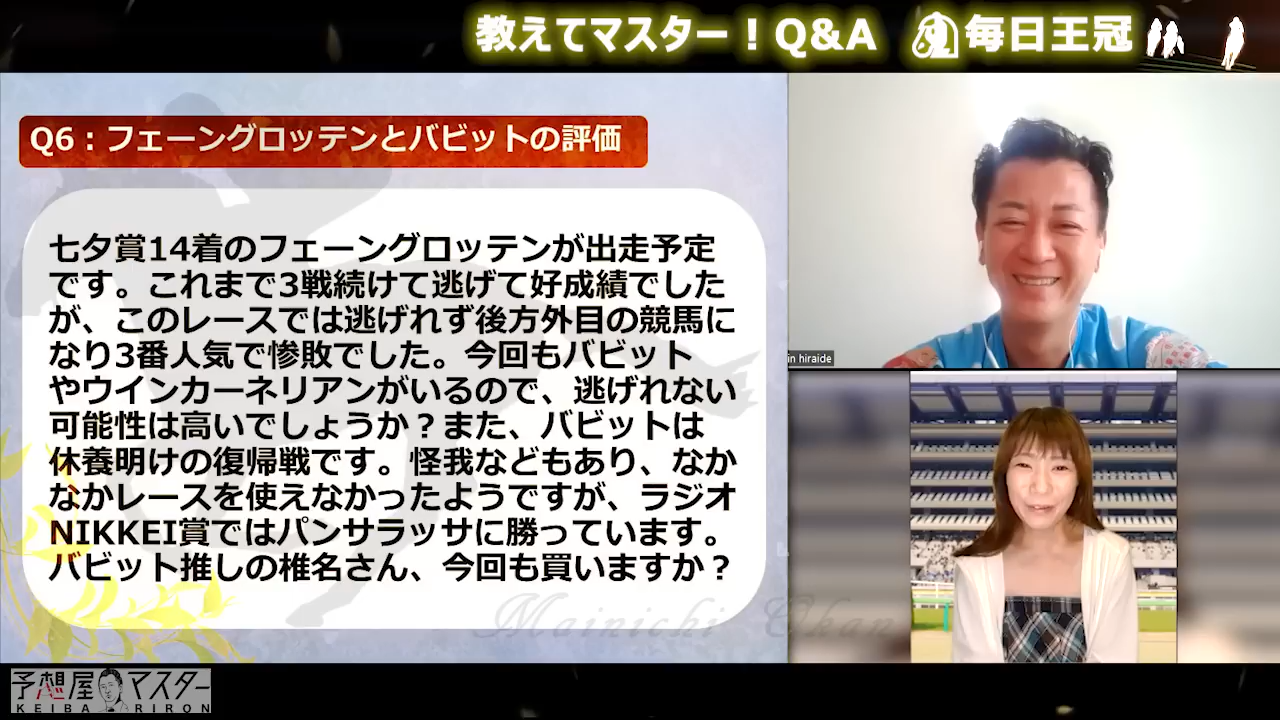 教えてマスター！Q&A 毎日王冠
Q6：フェーングロッテンとバビットの評価
七夕賞14着のフェーングロッテンが出走予定
です。これまで3戦続けて逃げて好成績でした
が、このレースでは逃げれず後方外目の競馬に
なり3番人気で惨敗でした。今回もバビット
やウインカーネリアンがいるので、逃げれない
可能性は高いでしょうか？また、バビットは
休養明けの復帰戦です。怪我などもあり、なか
なかレースを使えなかったようですが、ラジオ
NIKKEI賞ではパンサラッサに勝っています。
バビット推しの椎名さん、今回も買いますか？
Mainichi Okan
in hiraide
予想屋マスター
KEIBA RIRON